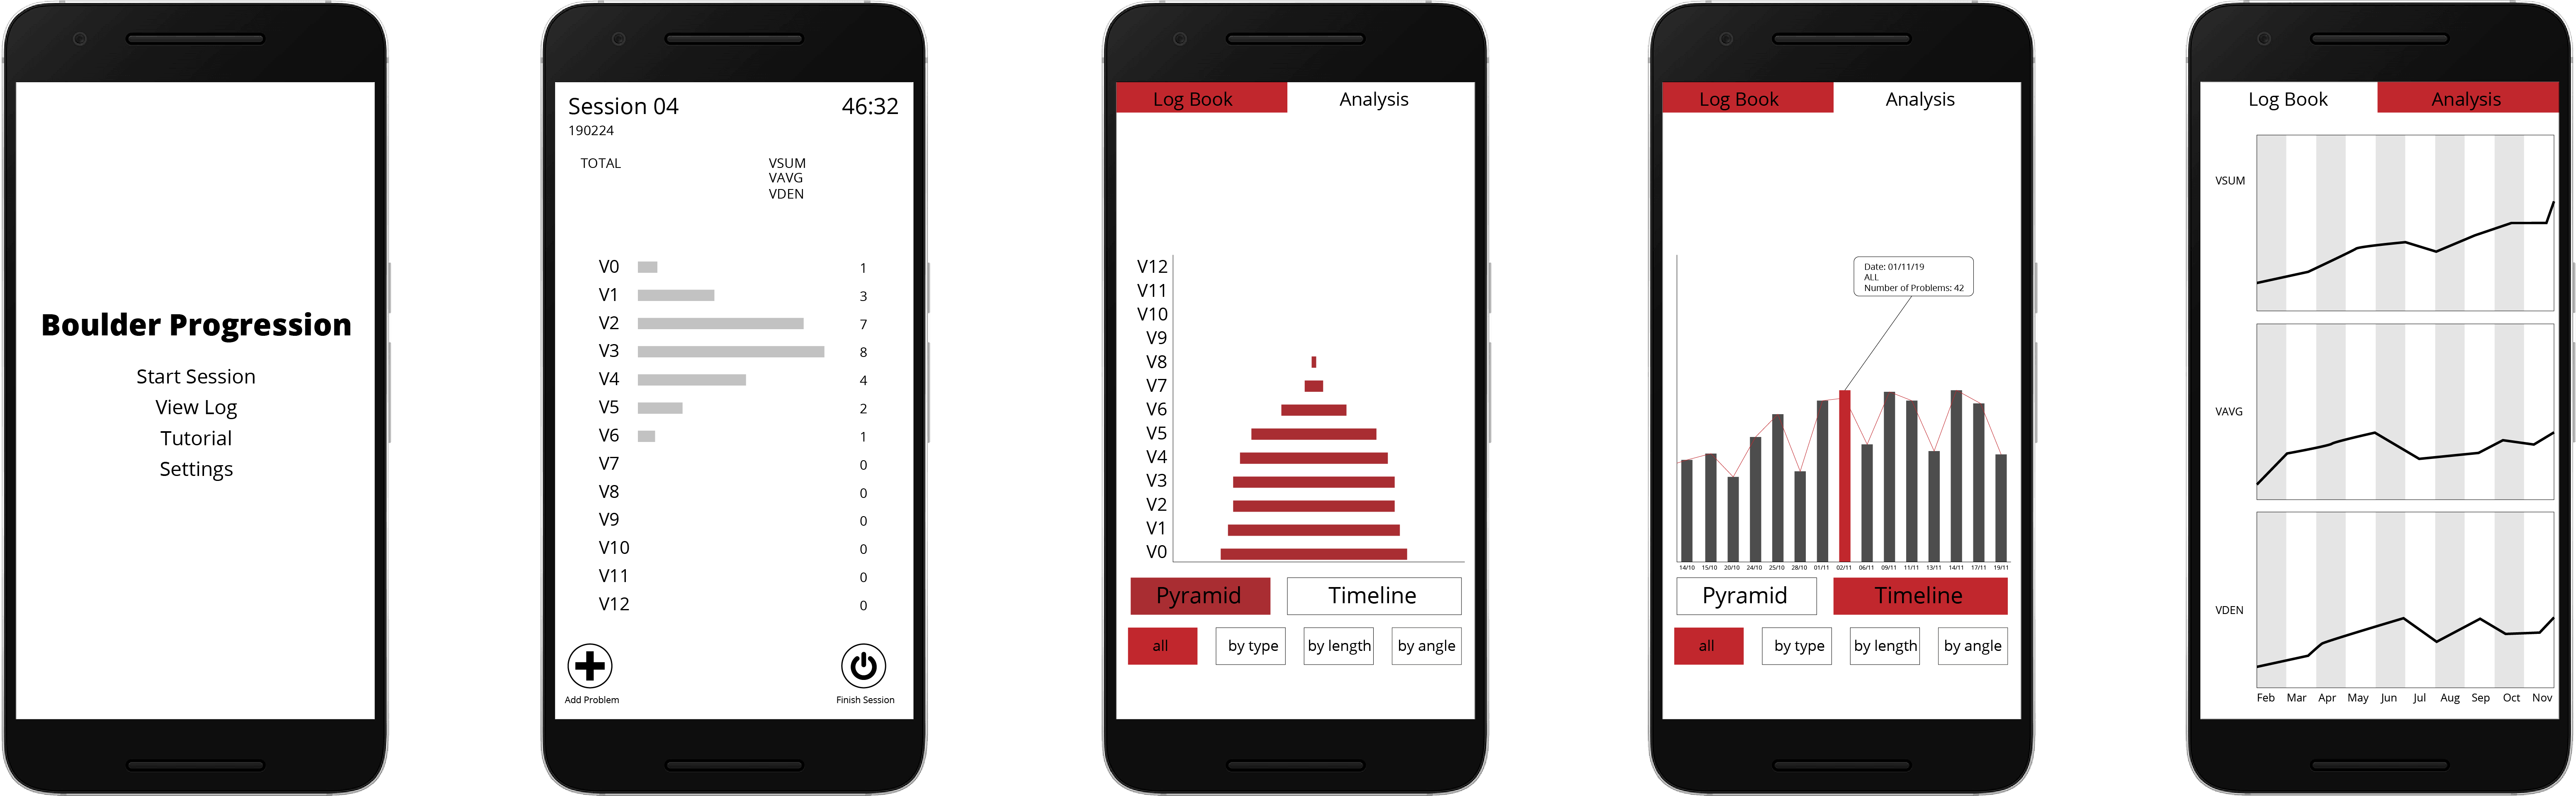 Boulder Progression
Start Session
View Log
Tutorial
Settings
Session 04 46:32
190224
TOTAL VSUM
VAVG
VDEN
V0 1
V1 3
V2 7
V3 8
V4 4
V5 2
V6 1
V7 0
V8 0
V9 0
V10 0
V11 0
V12 0
Add Problem Finish Session
Log Book Analysis
V12
V11
V10
V9
V8
V7
V6
V5
V4
V3
V2
V1
V0
Pyramid Timeline
all by type by length by angle
Log Book Analysis
Date: 01/11/19
ALL
Number of Problems: 42
14/10 15/10 20/10 24/10 25/10 28/10 01/11 02/11 06/11 09/11 11/11 13/11 14/11 17/11 19/11
Pyramid Timeline
all by type by length by angle
Log Book Analysis
VSUM
VAVG
VDEN
Feb Mar Apr May Jun Jul Aug Sep Oct Nov